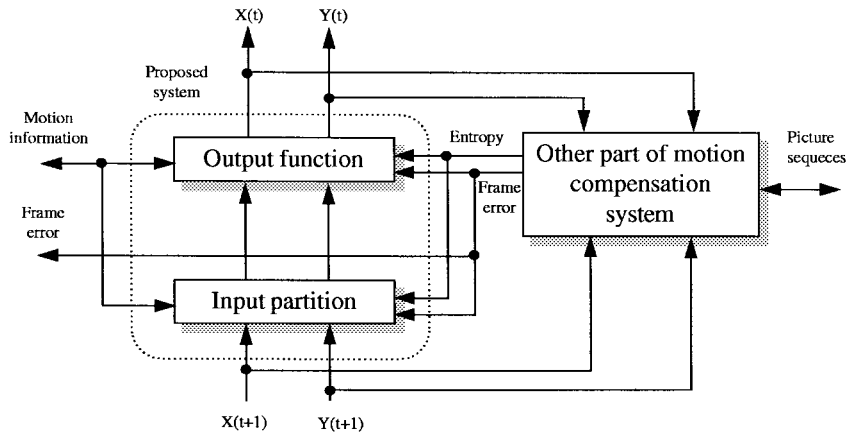 X(t)
Y(t)
Proposed
system
Motion
information
Output function
Entropy
Frame
error
Other part of motion
compensation
system
Picture
sequeces
Frame
error
Input partition
X(t+1)
Y(t+1)